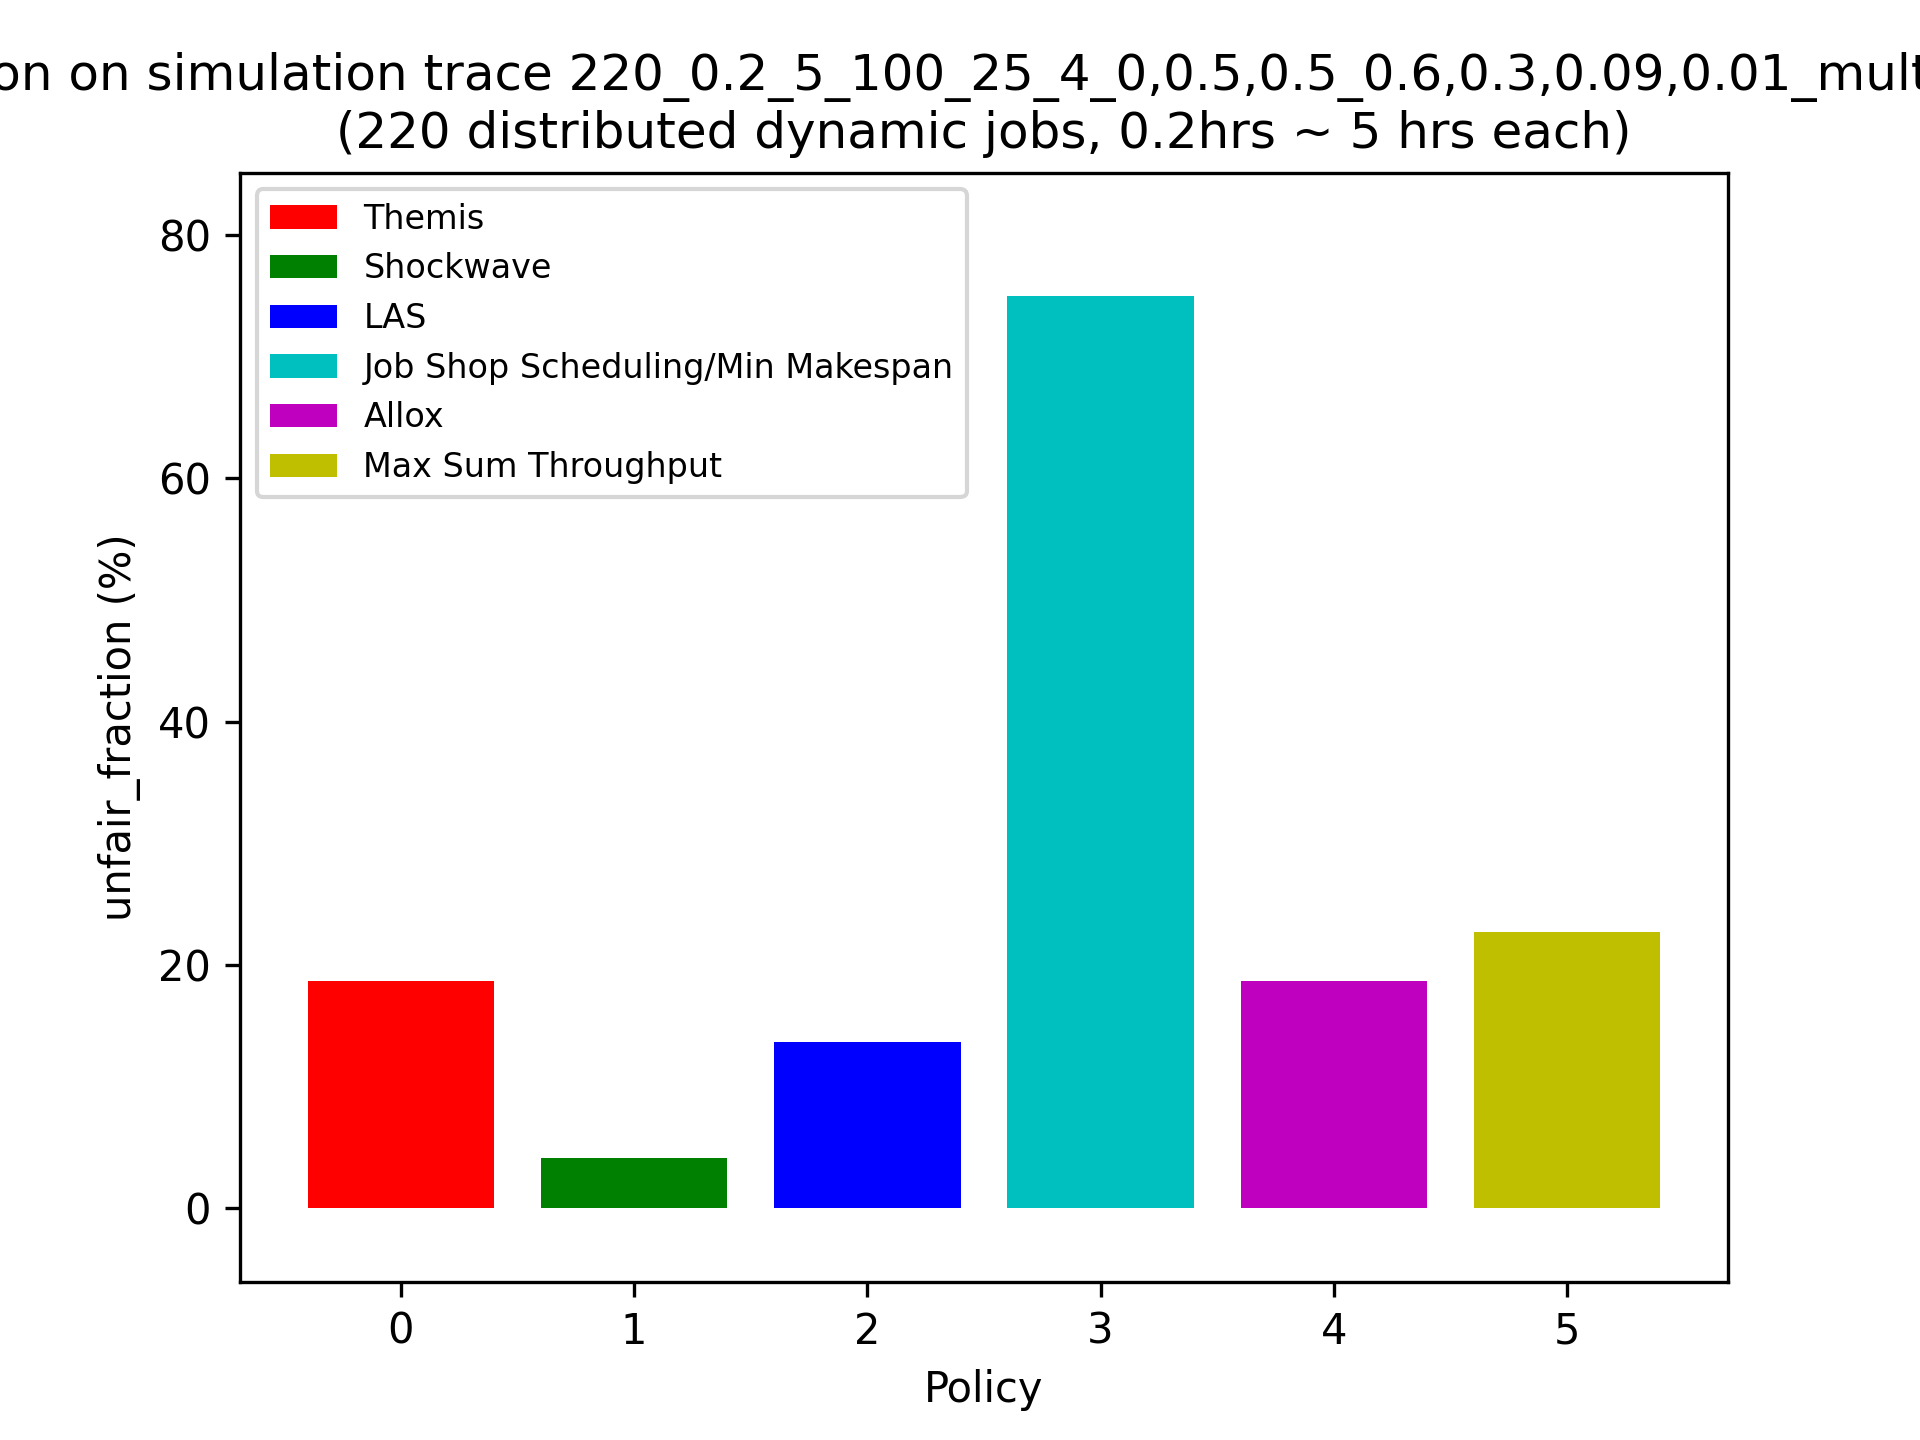 on on simulation trace 220_0.2_5_100_25_4_0,0.5,0.5_0.6,0.3,0.09,0.01_mult
(220 distributed dynamic jobs, 0.2hrs ~ 5 hrs each)
Themis
Shockwave
LAS
Job Shop Scheduling/Min Makespan
Allox
Max Sum Throughput
unfair_fraction (%)
80
60
40
20
0
0 1 2 3 4 5
Policy